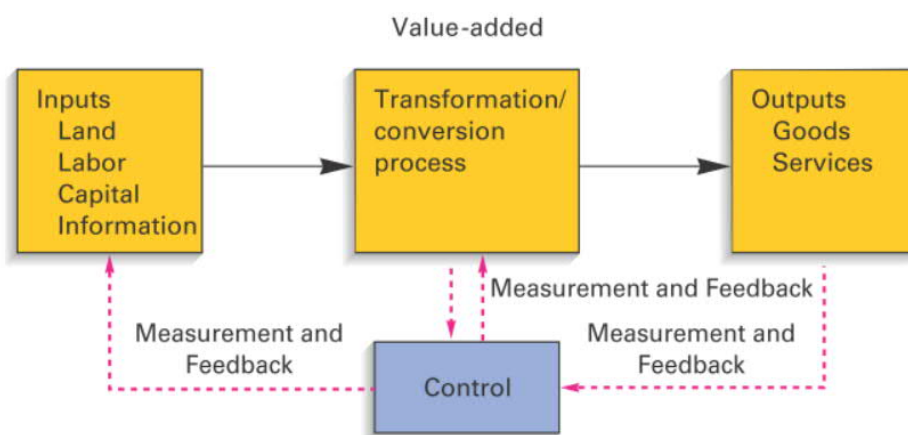 Value-added
Inputs
Land
Labor
Capital
Information
Transformation/
conversion
process
Outputs
Goods
Services
Measurement and Feedback
Measurement and
Feedback
Measurement and
Feedback
Control